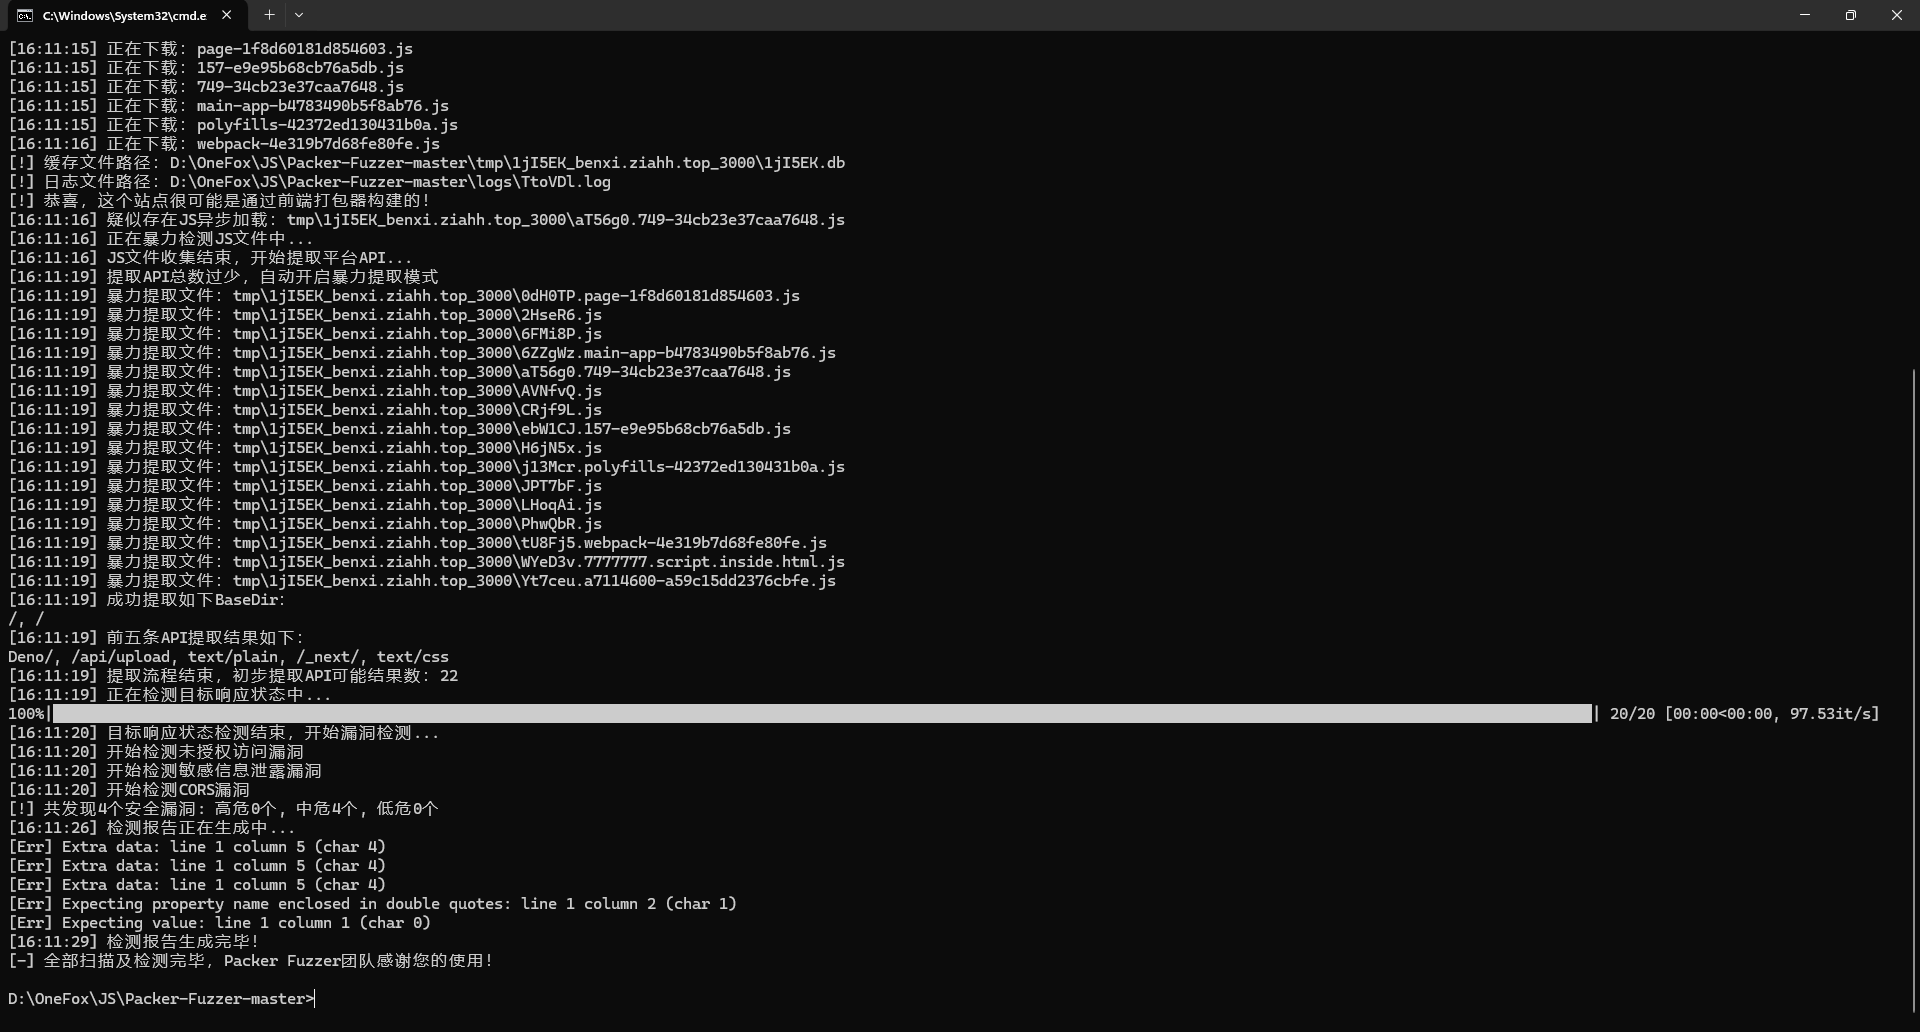 C:\Windows\System32\cmd.e
[16:11:15] 正在下载: page-1f8d60181d854603.js
[16:11:15] 正在下载: 157-e9e95b68cb76a5db.js
[16:11:15] 正在下载: 749-34cb23e37caa7648.js
[16:11:15] 正在下载: main-app-b4783490b5f8ab76.js
[16:11:15] 正在下载: polyfills-42372ed130431b0a.js
[16:11:16] 正在下载: webpack-4e319b7d68fe80fe.js
[!] 缓存文件路径: D:\OneFox\JS\Packer-Fuzzer-master\tmp\1jI5EK_benxi.ziahh.top_3000\1jI5EK.db
[!] 日志文件路径: D:\OneFox\JS\Packer-Fuzzer-master\logs\TtoVDl.log
[!] 恭喜，这个站点很可能是通过前端打包器构建的!
[16:11:16] 疑似存在JS异步加载: tmp\1jI5EK_benxi.ziahh.top_3000\aT56g0.749-34cb23e37caa7648.js
[16:11:16] 正在暴力检测JS文件中...
[16:11:16] JS文件收集结束，开始提取平台API...
[16:11:19] 提取API总数过少，自动开启暴力提取模式
[16:11:19] 暴力提取文件: tmp\1jI5EK_benxi.ziahh.top_3000\0dH0TP.page-1f8d60181d854603.js
[16:11:19] 暴力提取文件: tmp\1jI5EK_benxi.ziahh.top_3000\2HseR6.js
[16:11:19] 暴力提取文件: tmp\1jI5EK_benxi.ziahh.top_3000\6FMi8P.js
[16:11:19] 暴力提取文件: tmp\1jI5EK_benxi.ziahh.top_3000\6ZZgWz.main-app-b4783490b5f8ab76.js
[16:11:19] 暴力提取文件: tmp\1jI5EK_benxi.ziahh.top_3000\aT56g0.749-34cb23e37caa7648.js
[16:11:19] 暴力提取文件: tmp\1jI5EK_benxi.ziahh.top_3000\AVNfvQ.js
[16:11:19] 暴力提取文件: tmp\1jI5EK_benxi.ziahh.top_3000\CRjf9L.js
[16:11:19] 暴力提取文件: tmp\1jI5EK_benxi.ziahh.top_3000\ebW1CJ.157-e9e95b68cb76a5db.js
[16:11:19] 暴力提取文件: tmp\1jI5EK_benxi.ziahh.top_3000\H6jN5x.js
[16:11:19] 暴力提取文件: tmp\1jI5EK_benxi.ziahh.top_3000\j13Mcr.polyfills-42372ed130431b0a.js
[16:11:19] 暴力提取文件: tmp\1jI5EK_benxi.ziahh.top_3000\JPT7bF.js
[16:11:19] 暴力提取文件: tmp\1jI5EK_benxi.ziahh.top_3000\LHoqAi.js
[16:11:19] 暴力提取文件: tmp\1jI5EK_benxi.ziahh.top_3000\PhwQbR.js
[16:11:19] 暴力提取文件: tmp\1jI5EK_benxi.ziahh.top_3000\tU8Fj5.webpack-4e319b7d68fe80fe.js
[16:11:19] 暴力提取文件: tmp\1jI5EK_benxi.ziahh.top_3000\WYeD3v.7777777.script.inside.html.js
[16:11:19] 暴力提取文件: tmp\1jI5EK_benxi.ziahh.top_3000\Yt7ceu.a7114600-a59c15dd2376cbfe.js
[16:11:19] 成功提取如下BaseDir:
/, /
[16:11:19] 前五条API提取结果如下:
Deno/, /api/upload, text/plain, /_next/, text/css
[16:11:19] 提取流程结束，初步提取API可能结果数: 22
[16:11:19] 正在检测目标响应状态中...
100%| | 20/20 [00:00<00:00, 97.53it/s]
[16:11:20] 目标响应状态检测结束，开始漏洞检测...
[16:11:20] 开始检测未授权访问漏洞
[16:11:20] 开始检测敏感信息泄露漏洞
[16:11:20] 开始检测CORS漏洞
[!] 共发现4个安全漏洞: 高危0个, 中危4个, 低危0个
[16:11:26] 检测报告正在生成中...
[Err] Extra data: line 1 column 5 (char 4)
[Err] Extra data: line 1 column 5 (char 4)
[Err] Extra data: line 1 column 5 (char 4)
[Err] Expecting property name enclosed in double quotes: line 1 column 2 (char 1)
[Err] Expecting value: line 1 column 1 (char 0)
[16:11:29] 检测报告生成完毕!
[-] 全部扫描及检测完毕，Packer Fuzzer团队感谢您的使用!
D:\OneFox\JS\Packer-Fuzzer-master>